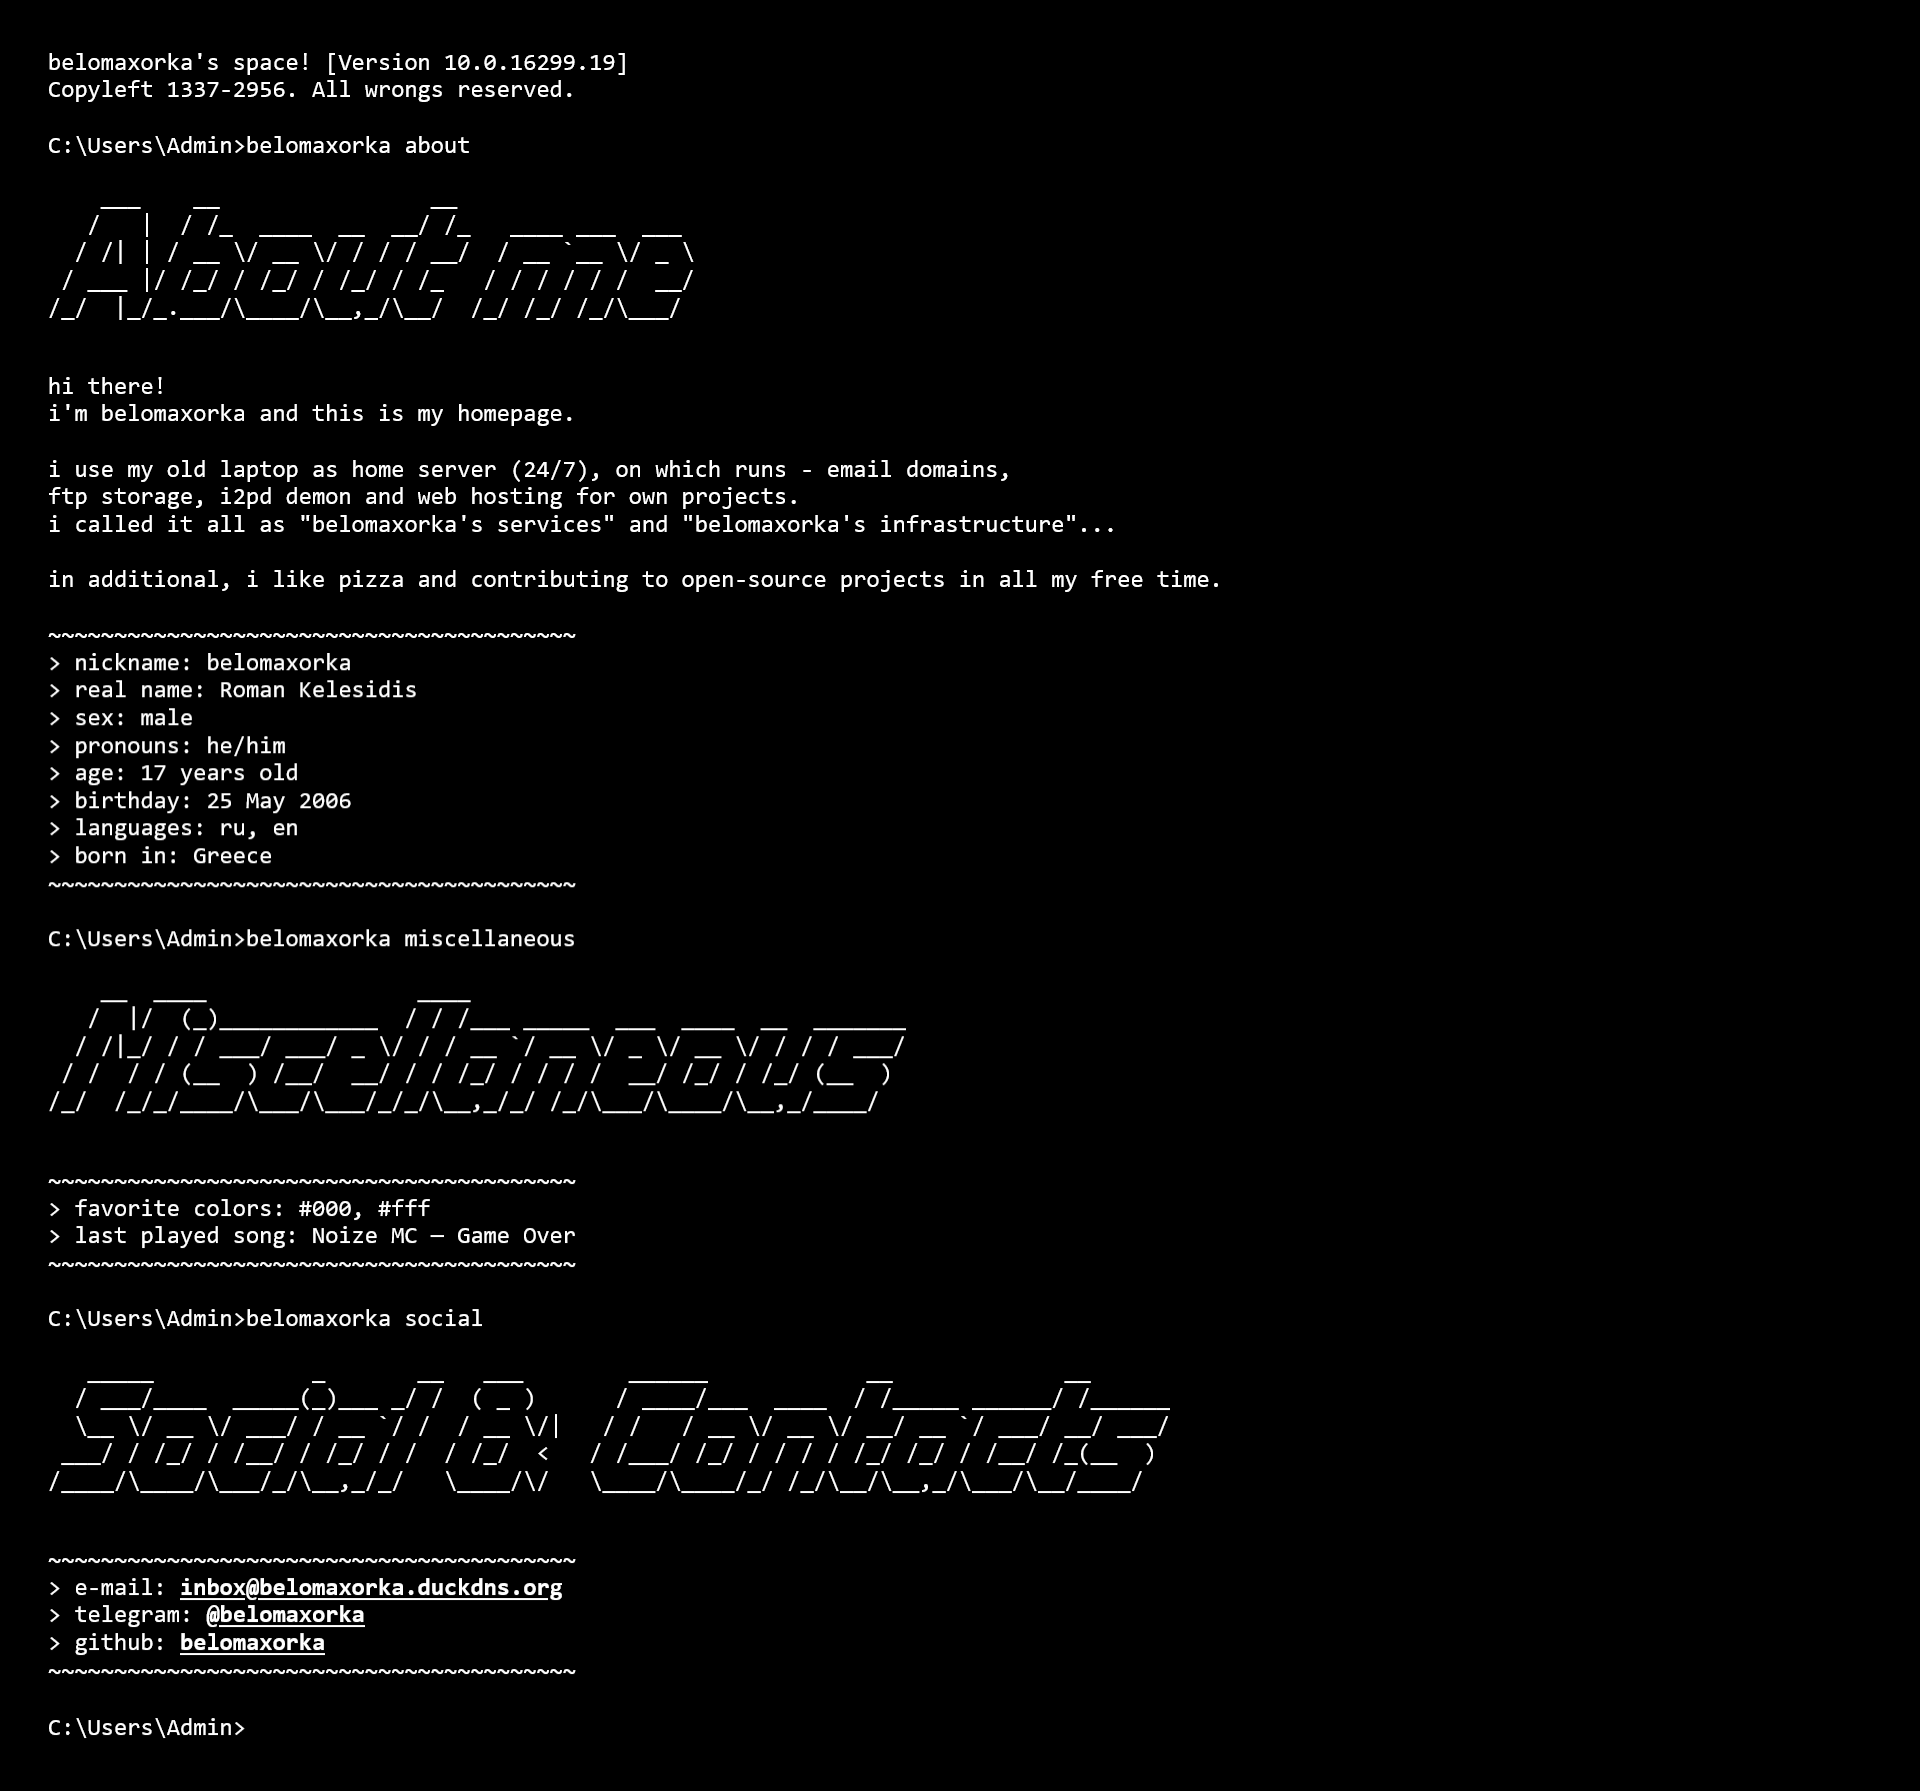 belomaxorka's space! [Version 10.0.16299.19]
Copyleft 1337-2956. All wrongs reserved.
C:\Users\Admin>belomaxorka about
About me
hi there!
i'm belomaxorka and this is my homepage.
i use my old laptop as home server (24/7), on which runs - email domains,
ftp storage, i2pd demon and web hosting for own projects.
i called it all as "belomaxorka's services" and "belomaxorka's infrastructure"...
in additional, i like pizza and contributing to open-source projects in all my free time.
~~~~~~~~~~~~~~~~~~~~~~~~~~~~~~~~~~~~~~~~
> nickname: belomaxorka
> real name: Roman Kelesidis
> sex: male
> pronouns: he/him
> age: 17 years old
> birthday: 25 May 2006
> languages: ru, en
> born in: Greece
~~~~~~~~~~~~~~~~~~~~~~~~~~~~~~~~~~~~~~~~
C:\Users\Admin>belomaxorka miscellaneous
Miscellaneous
~~~~~~~~~~~~~~~~~~~~~~~~~~~~~~~~~~~~~~~~
> favorite colors: #000, #fff
> last played song: Noize MC — Game Over
~~~~~~~~~~~~~~~~~~~~~~~~~~~~~~~~~~~~~~~~
C:\Users\Admin>belomaxorka social
Social & Contacts
~~~~~~~~~~~~~~~~~~~~~~~~~~~~~~~~~~~~~~~~
> e-mail: inbox@belomaxorka.duckdns.org
> telegram: @belomaxorka
> github: belomaxorka
~~~~~~~~~~~~~~~~~~~~~~~~~~~~~~~~~~~~~~~~
C:\Users\Admin>